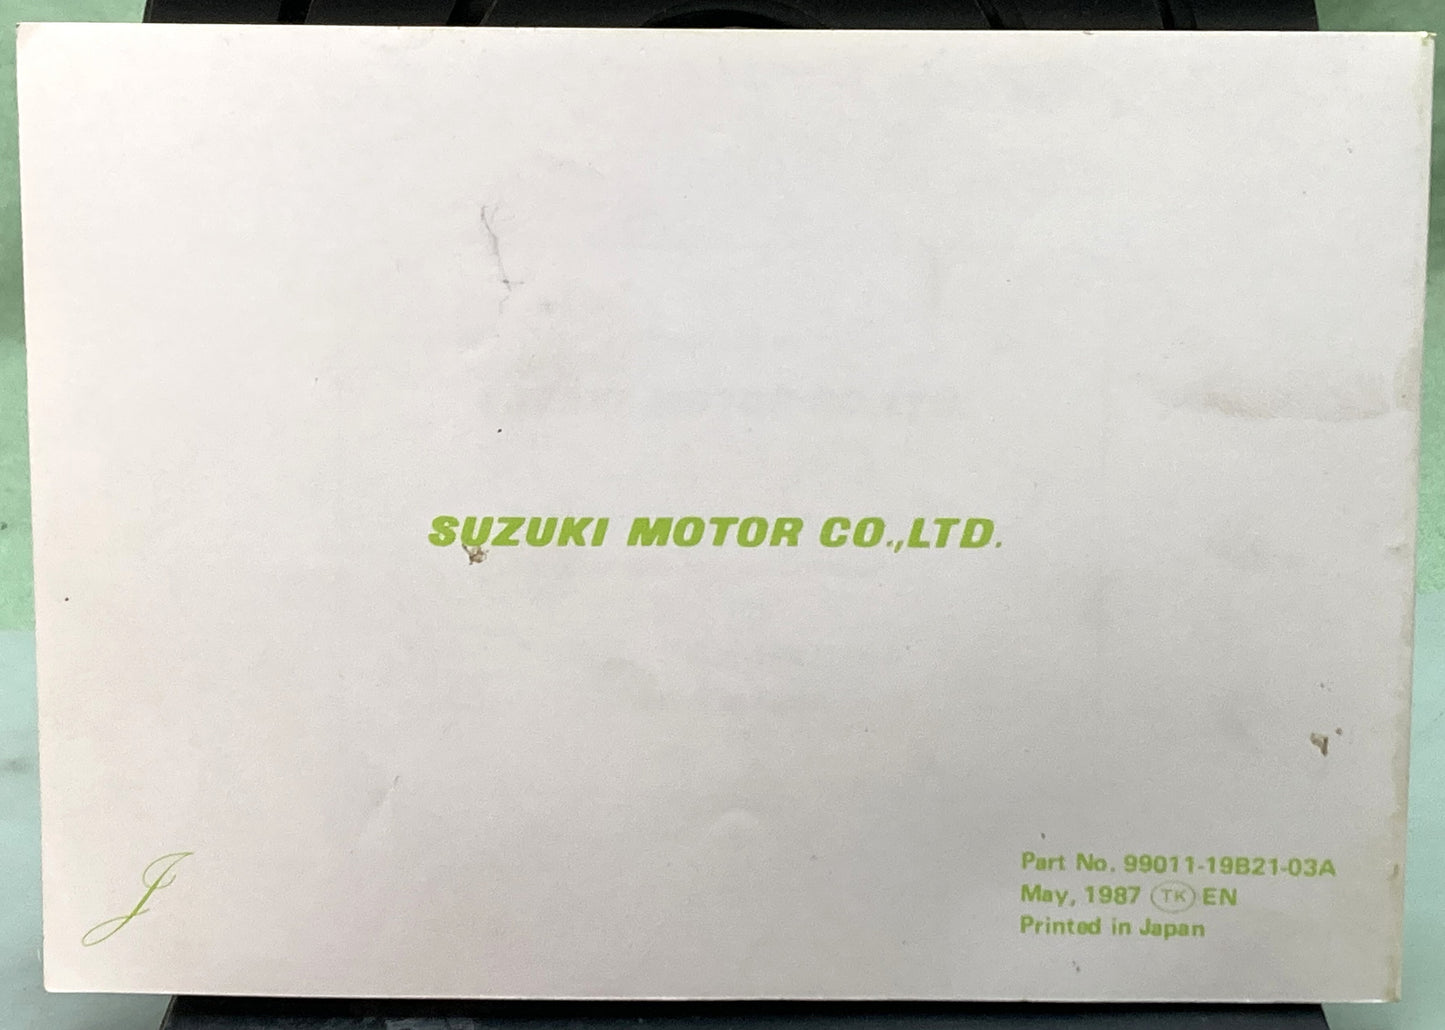 SUZUKI MOTOR CO.,LTD.
J
Part No. 99011-19B21-03A
May, 1987 TK EN
Printed in Japan